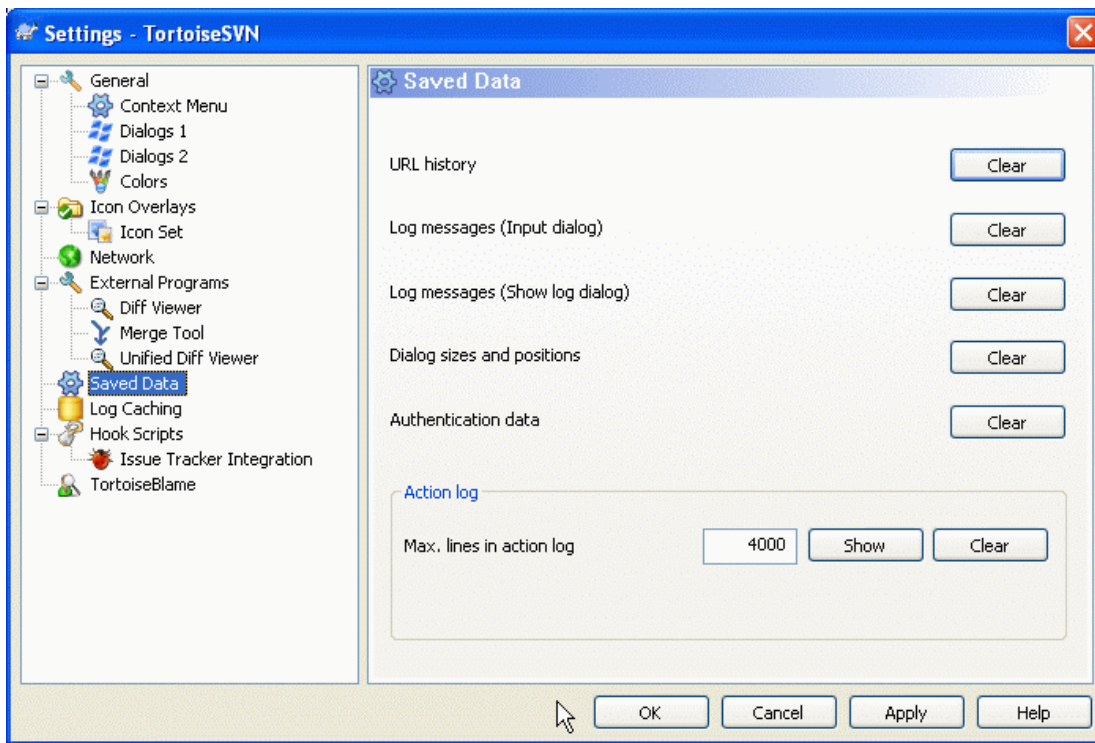 Settings - TortoiseSVN
General
Context Menu
Dialogs 1
Dialogs 2
Colors
Icon Overlays
Icon Set
Network
External Programs
Diff Viewer
Merge Tool
Unified Diff Viewer
Saved Data
Log Caching
Hook Scripts
Issue Tracker Integration
TortoiseBlame
Saved Data
URL history Clear
Log messages (Input dialog) Clear
Log messages (Show log dialog) Clear
Dialog sizes and positions Clear
Authentication data Clear
Action log
Max. lines in action log 4000 Show Clear
OK Cancel Apply Help